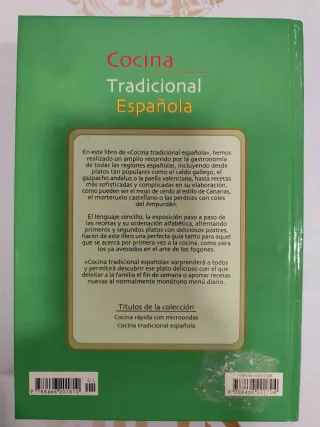 Cocina
Tradicional
Española
En este libro de «Cocina tradicional española», hemos
realizado un amplio recorrido por la gastronomía
de todas las regiones españolas, incluyendo desde
platos tan populares como el caldo gallego, el
gazpacho andaluz o la paella valenciana, hasta recetas
más sofisticadas y complicadas en su elaboración,
como pueden ser el mojo de cerdo al estilo de Canarias,
el morteruelo castellano o las perdices con coles
del Ampurdán.
El lenguaje sencillo, la exposición paso a paso de
las recetas y su ordenación alfabética, alternando
primeros y segundos platos con deliciosos postres,
hacen de este libro una perfecta guía tanto para aquel
que se acerca por primera vez a la cocina, como para
los ya avezados en el arte de los fogones.
«Cocina tradicional española» sorprenderá a todos
y permitirá descubrir ese plato delicioso con el que
deleitar a la familia el fin de semana o aportar recetas
nuevas al normalmente monótono menú diario.
Títulos de la colección
Cocina rápida con microondas
Cocina tradicional española
9 788466 201810
9 788466 201704